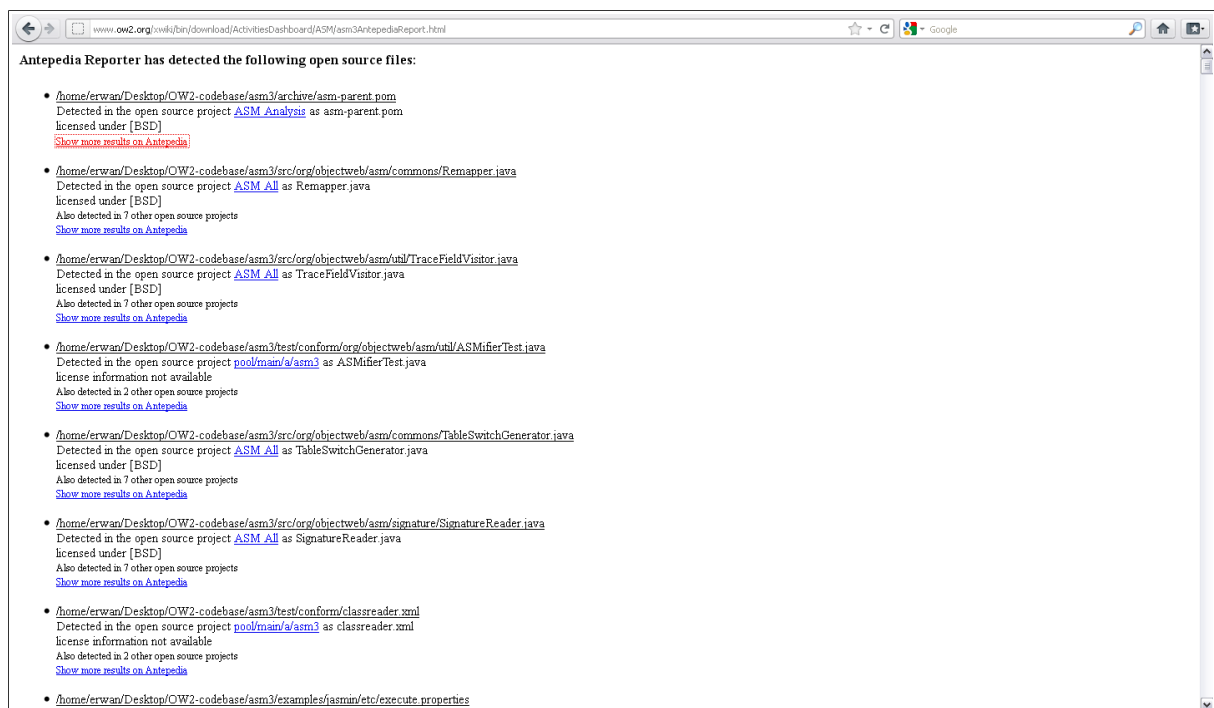 www.ow2.org/xwiki/bin/download/ActivitiesDashboard/ASM/asm3AntepediaReport.html
Google
Antepedia Reporter has detected the following open source files:
/home/erwan/Desktop/OW2-codebase/asm3/archive/asm-parent.pom
Detected in the open source project ASM Analysis as asm-parent.pom
licensed under [BSD]
Show more results on Antepedia
/home/erwan/Desktop/OW2-codebase/asm3/src/org/objectweb/asm/commons/Remapper.java
Detected in the open source project ASM All as Remapper.java
licensed under [BSD]
Also detected in 7 other open source projects
Show more results on Antepedia
/home/erwan/Desktop/OW2-codebase/asm3/src/org/objectweb/asm/util/TraceFieldVisitor.java
Detected in the open source project ASM All as TraceFieldVisitor.java
licensed under [BSD]
Also detected in 7 other open source projects
Show more results on Antepedia
/home/erwan/Desktop/OW2-codebase/asm3/test/conform/org/objectweb/asm/util/ASMifierTest.java
Detected in the open source project pool/main/a/asm3 as ASMifierTest.java
license information not available
Also detected in 2 other open source projects
Show more results on Antepedia
/home/erwan/Desktop/OW2-codebase/asm3/src/org/objectweb/asm/commons/TableSwitchGenerator.java
Detected in the open source project ASM All as TableSwitchGenerator.java
licensed under [BSD]
Also detected in 7 other open source projects
Show more results on Antepedia
/home/erwan/Desktop/OW2-codebase/asm3/src/org/objectweb/asm/signature/SignatureReader.java
Detected in the open source project ASM All as SignatureReader.java
licensed under [BSD]
Also detected in 7 other open source projects
Show more results on Antepedia
/home/erwan/Desktop/OW2-codebase/asm3/test/conform/classreader.xml
Detected in the open source project pool/main/a/asm3 as classreader.xml
license information not available
Also detected in 2 other open source projects
Show more results on Antepedia
/home/erwan/Desktop/OW2-codebase/asm3/examples/jasmin/etc/execute.properties